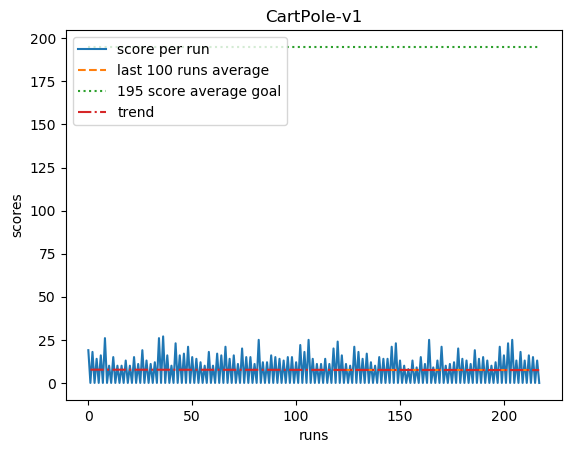 CartPole-v1
200
175
150
125
100
75
50
25
0
scores
score per run
last 100 runs average
195 score average goal
trend
0
50
100
150
200
runs